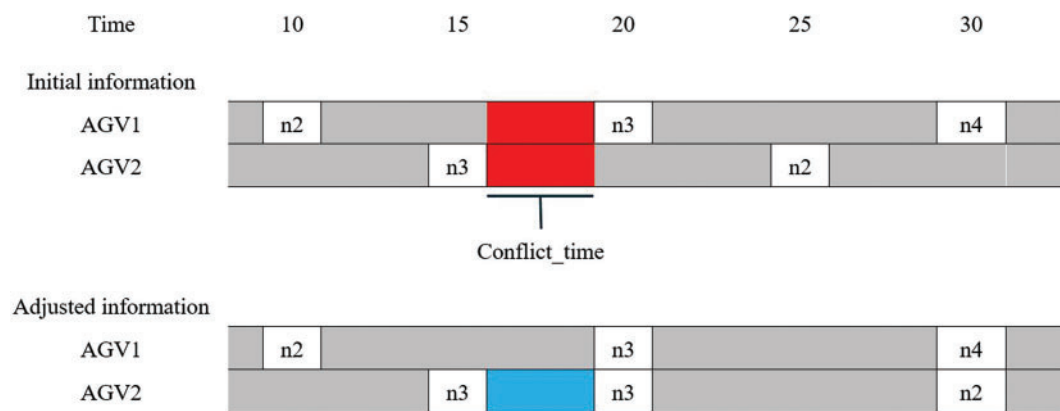 Time 10 15 20 25 30
Initial information
AGV1 n2 n3 n4
AGV2 n3 n2
Conflict_time
Adjusted information
AGV1 n2 n3 n4
AGV2 n3 n3 n2